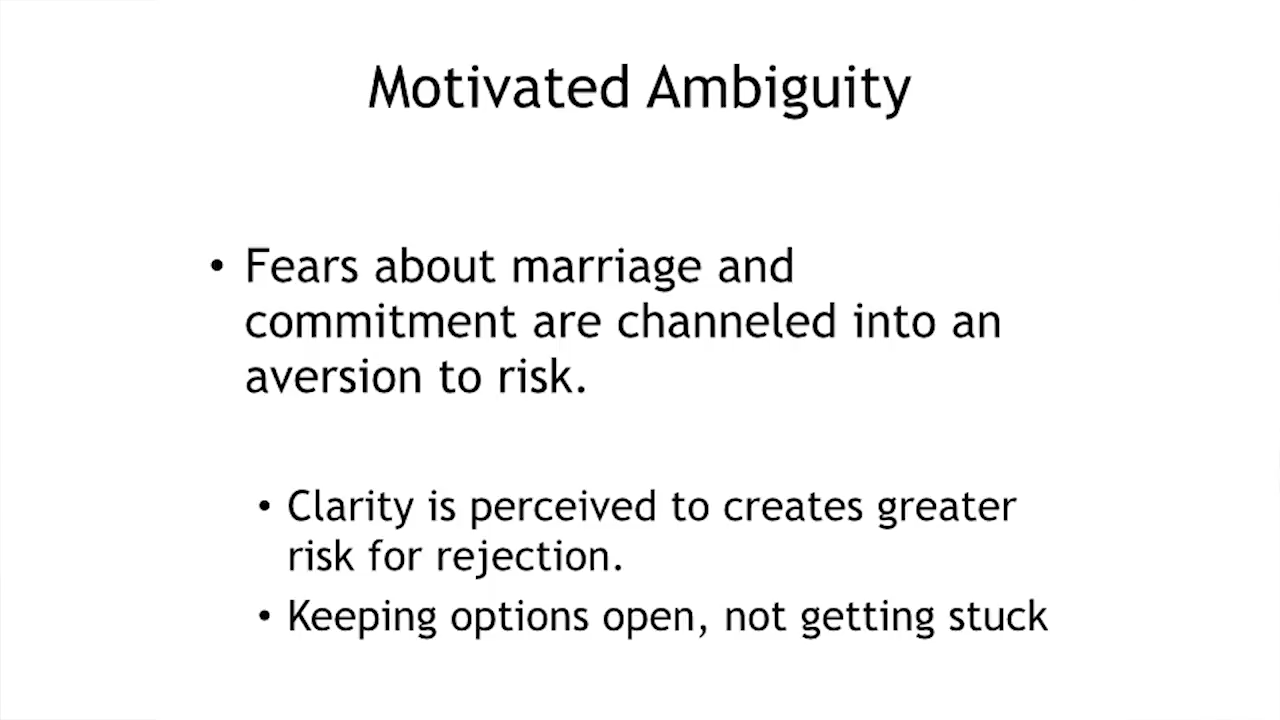 Motivated Ambiguity
• Fears about marriage and
commitment are channeled into an
aversion to risk.
• Clarity is perceived to creates greater
risk for rejection.
• Keeping options open, not getting stuck